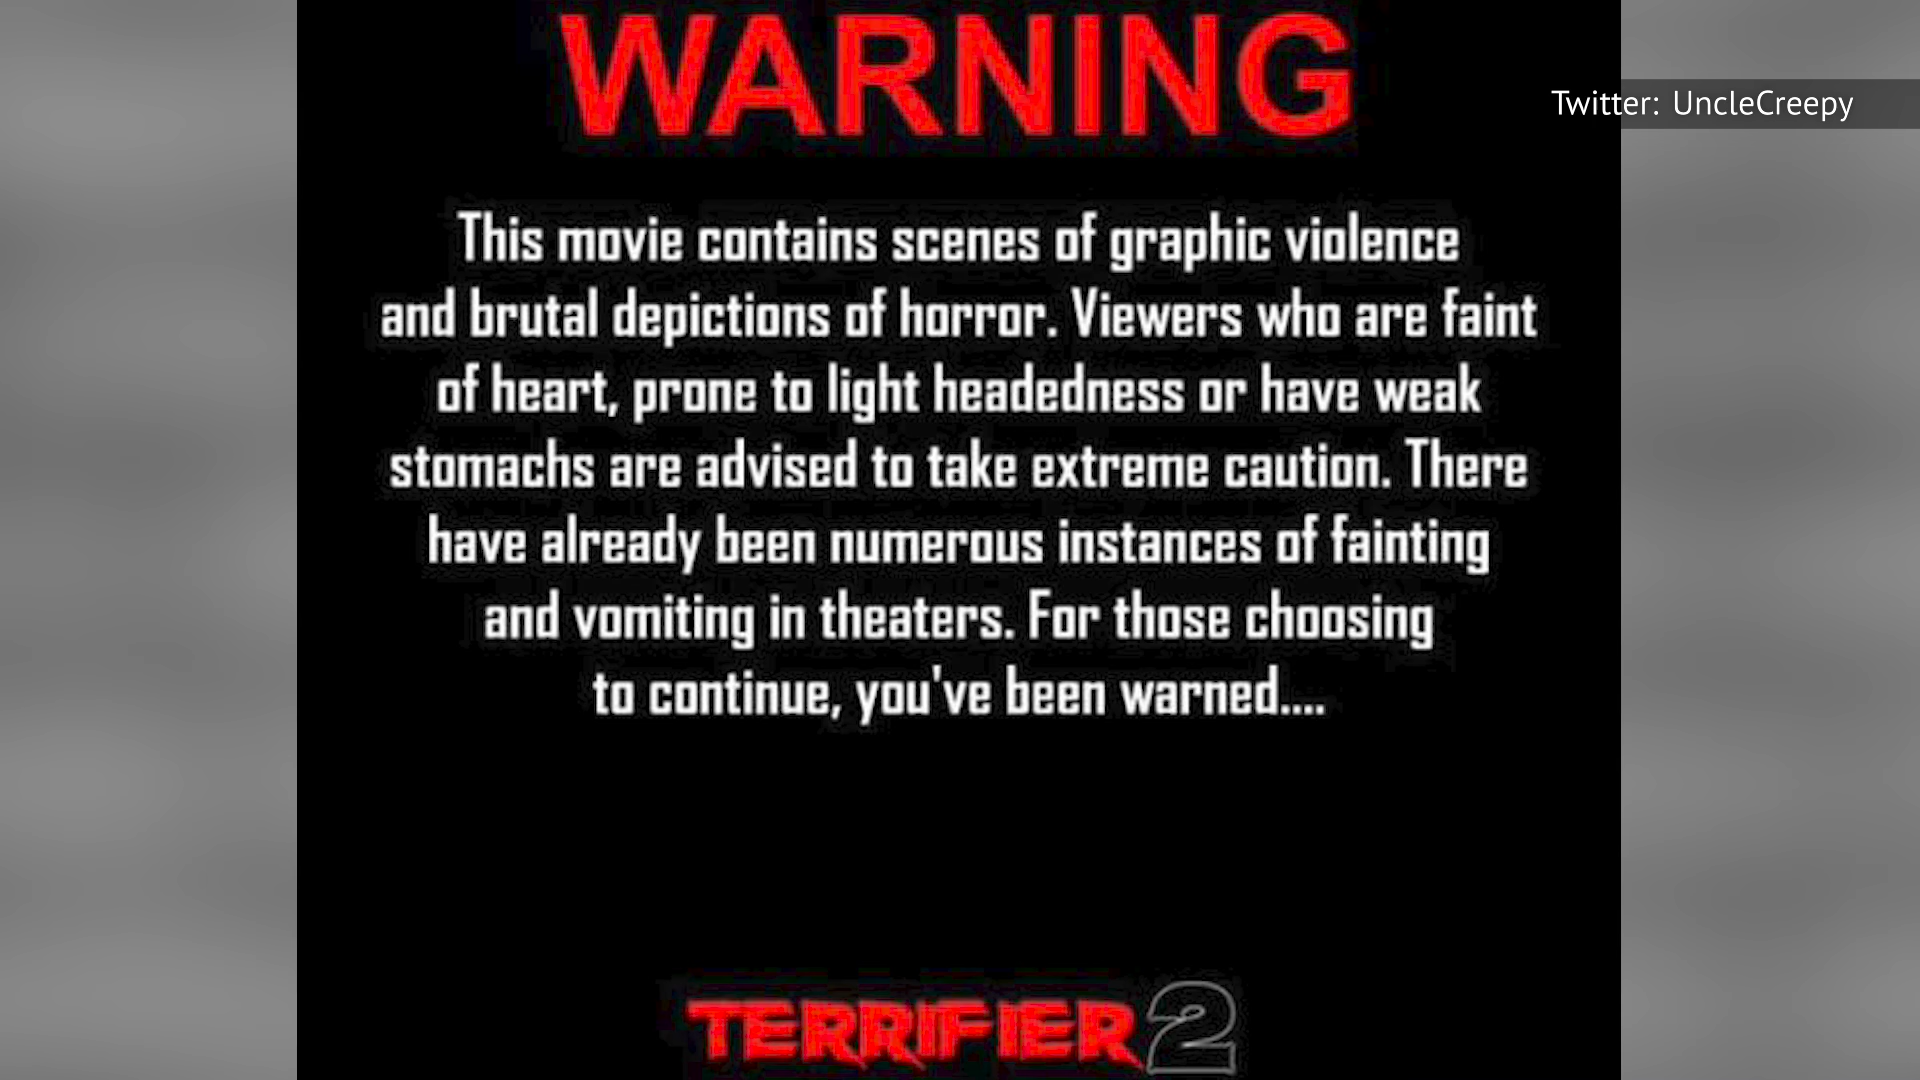 WARNING
Twitter: UncleCreepy
This movie contains scenes of graphic violence
and brutal depictions of horror. Viewers who are faint
of heart, prone to light headedness or have weak
stomachs are advised to take extreme caution. There
have already been numerous instances of fainting
and vomiting in theaters. For those choosing
to continue, you've been warned....
TERRIFIER 2